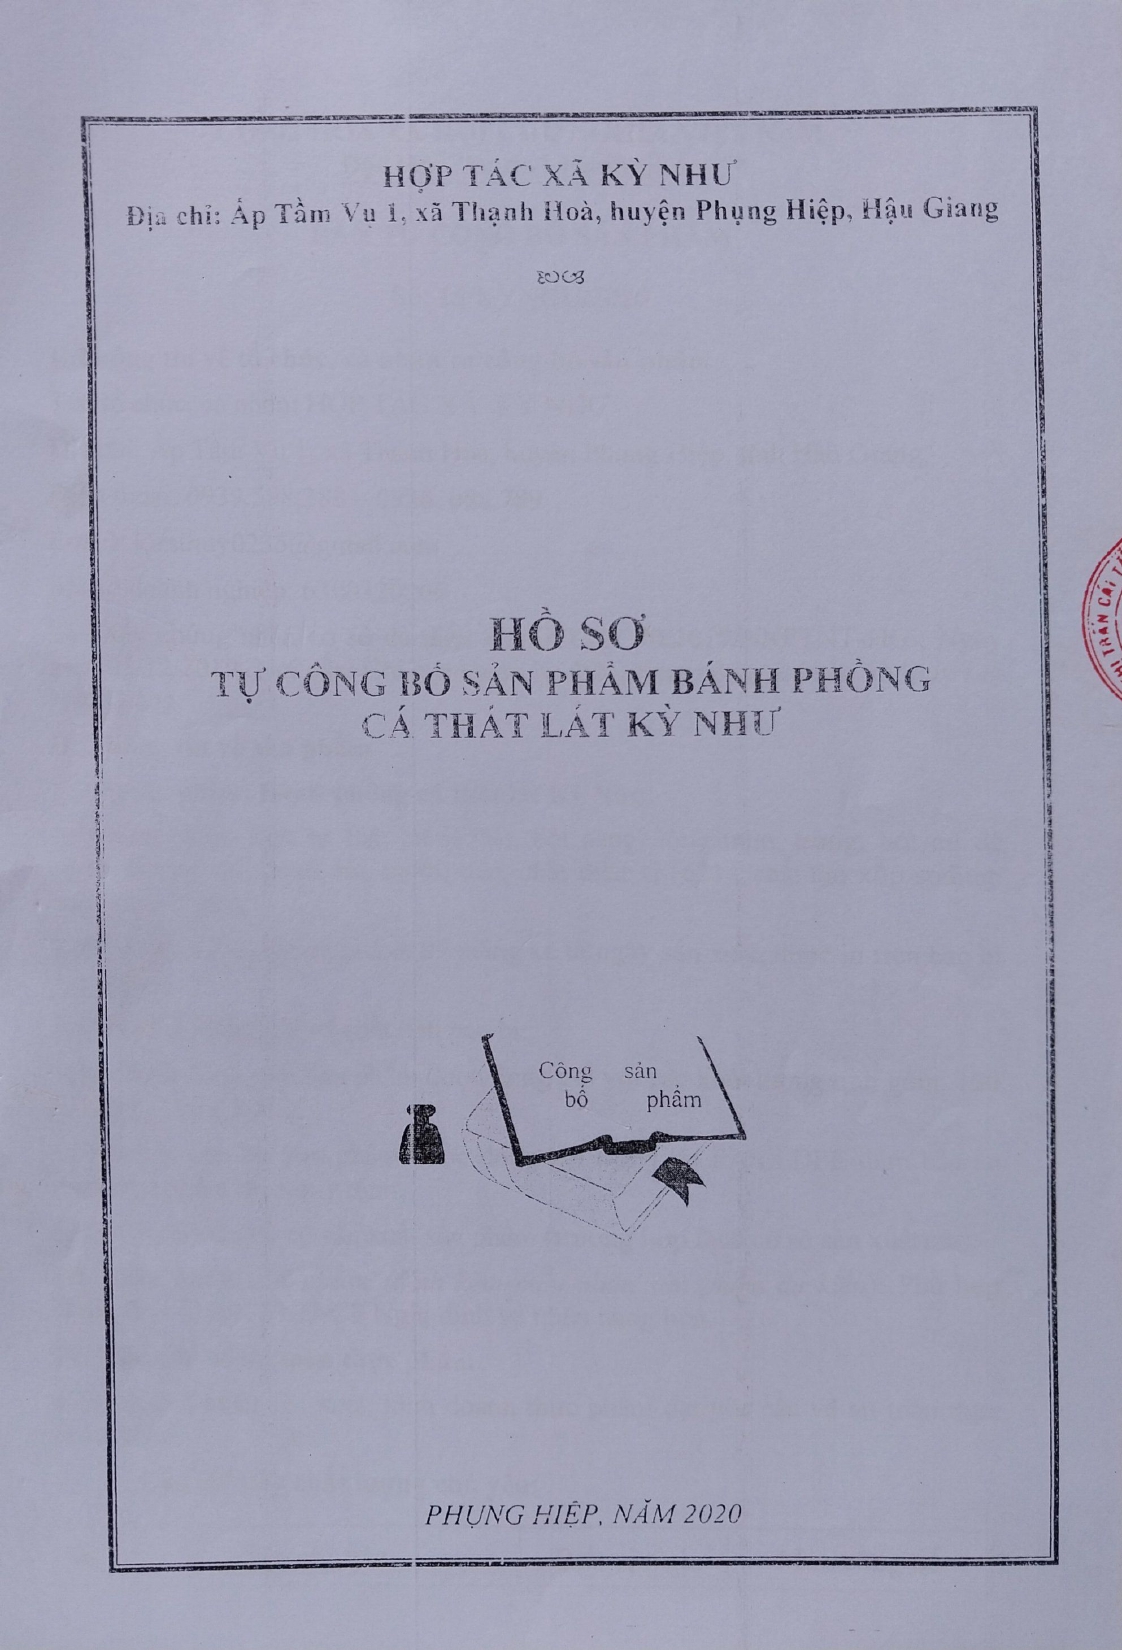 HỢP TÁC XÃ KỲ NHƯ
Địa chỉ: Ấp Tầm Vu 1, xã Thạnh Hoà, huyện Phụng Hiệp, Hậu Giang
HỒ SƠ
TỰ CÔNG BỐ SẢN PHẨM BÁNH PHỒNG
CÁ THÁT LÁT KỲ NHƯ
Công sản
bố phẩm
TRẤN CÁI
PHỤNG HIỆP, NĂM 2020